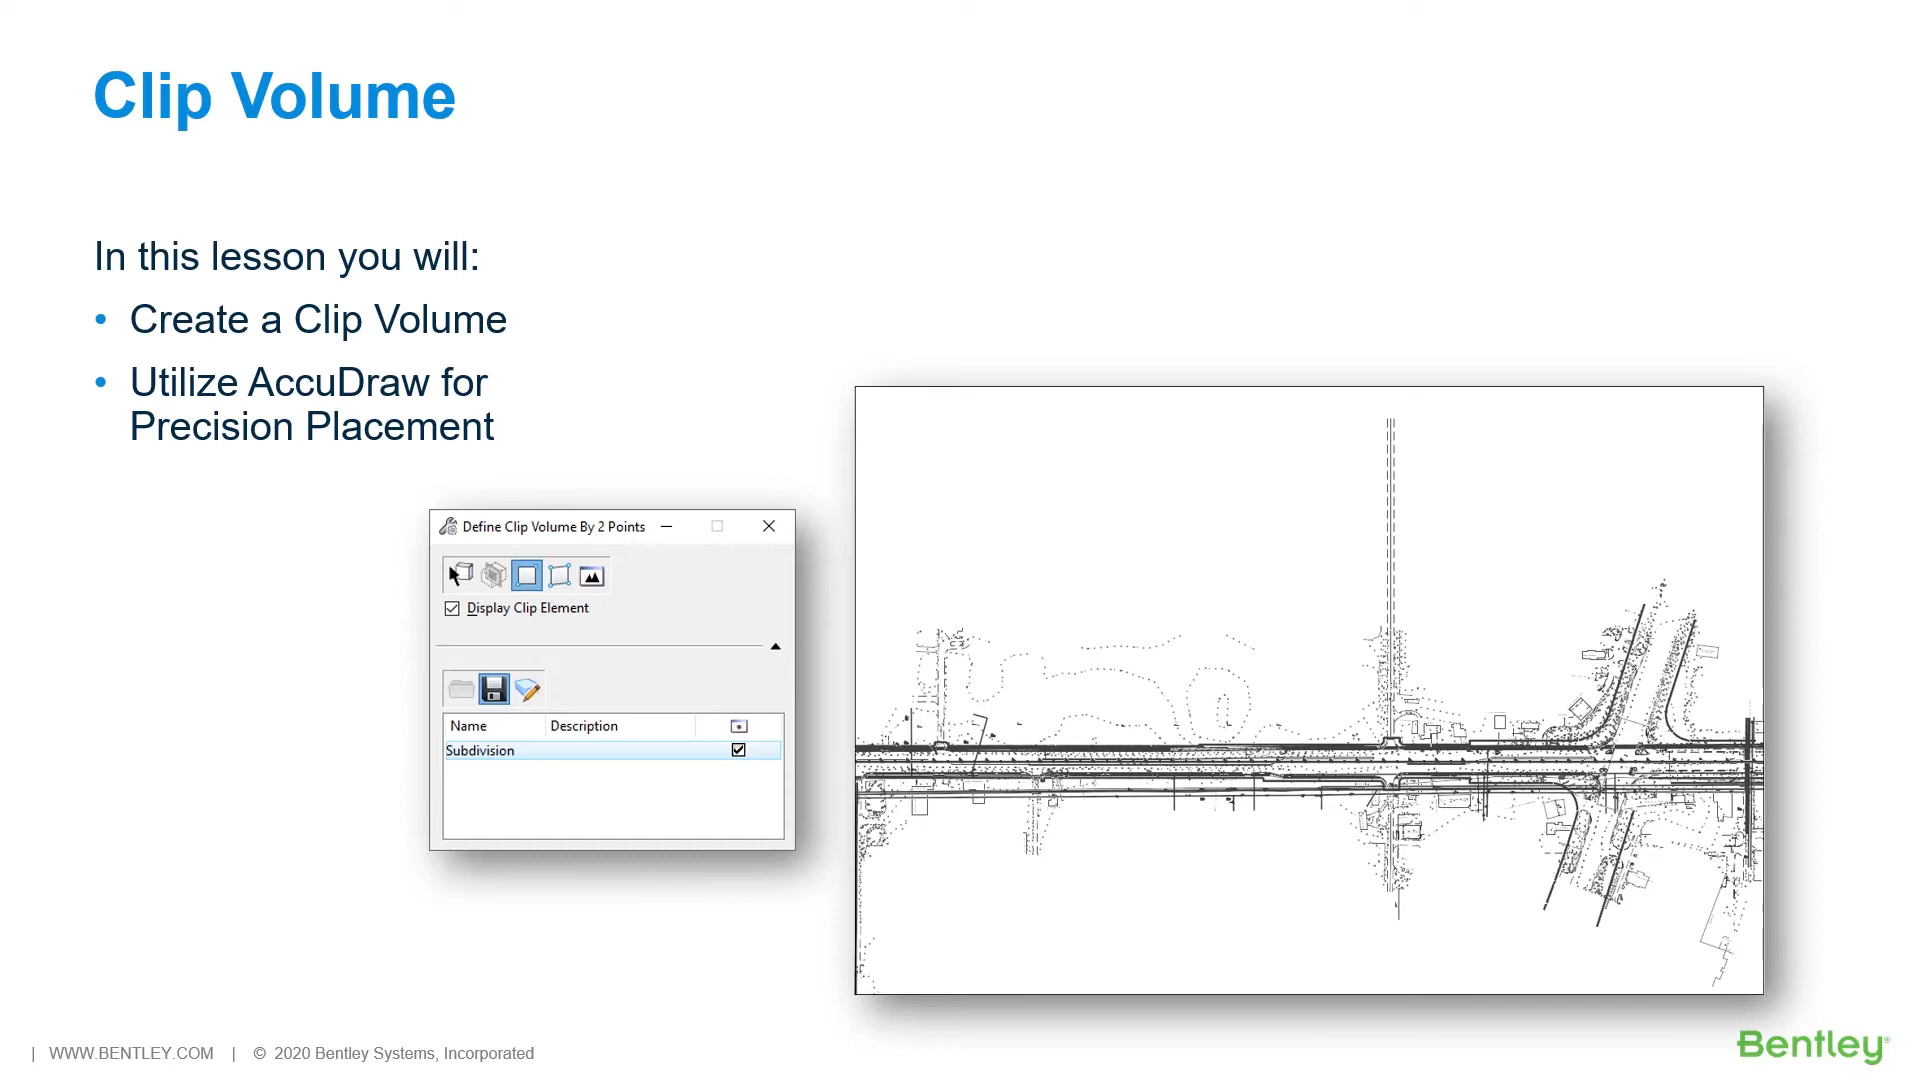 Clip Volume
In this lesson you will:
• Create a Clip Volume
• Utilize AccuDraw for
Precision Placement
Define Clip Volume By 2 Points
Display Clip Element
Name Description
Subdivision
| WWW.BENTLEY.COM | © 2020 Bentley Systems, Incorporated
Bentley®